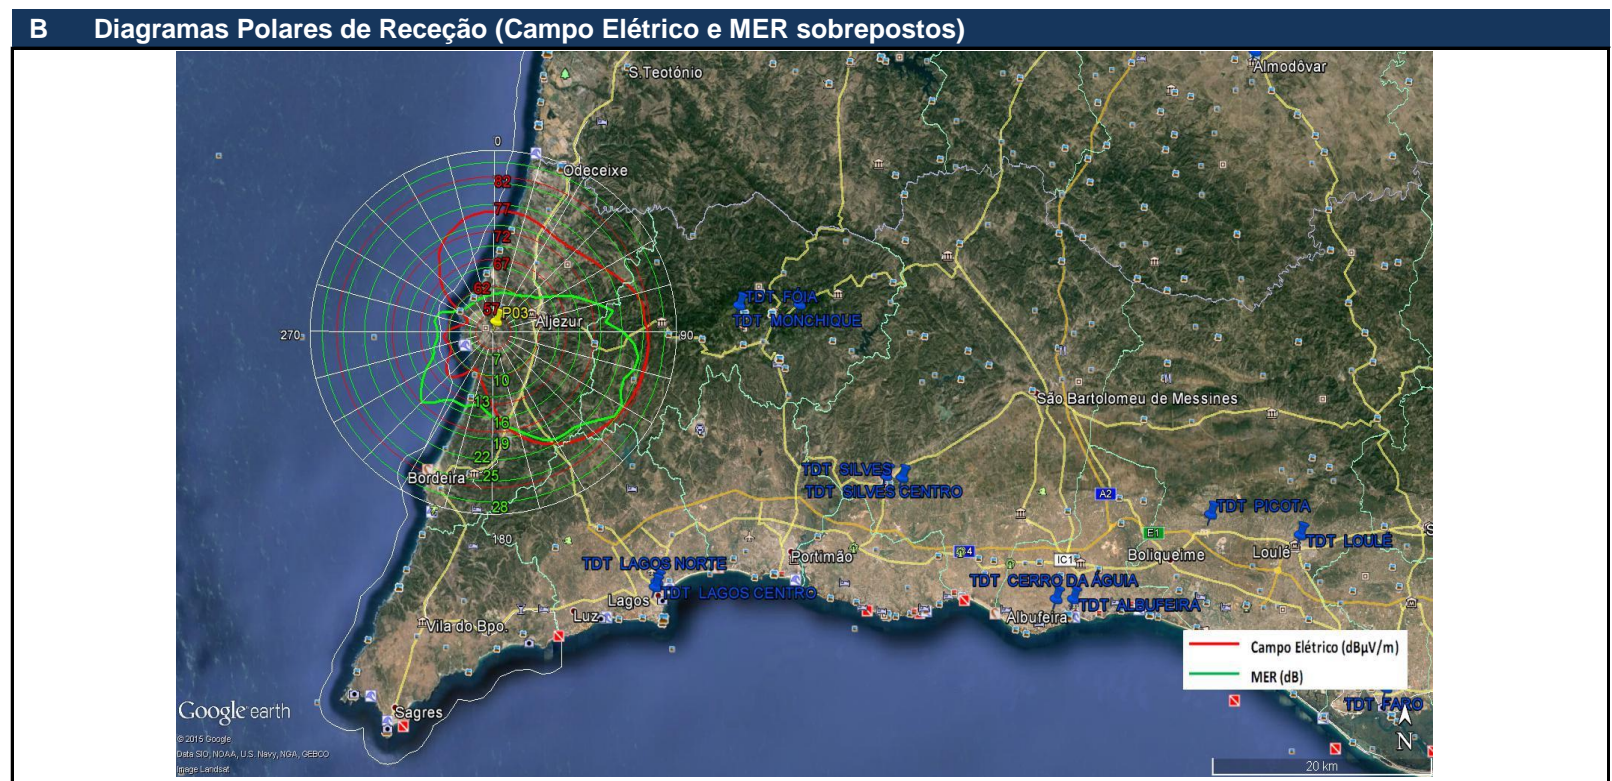 B Diagramas Polares de Receção (Campo Elétrico e MER sobrepostos)
S.Teotónio
Almodôvar
0
Odeceixe
82
77
72
67
62
57
P03
Aljezur
270
90
TDT FÓIA
TDT MONCHIQUE
7
10
13
16
19
22
25
28
180
São Bartolomeu de Messines
Bordeira
TDT SILVES
TDT SILVES CENTRO
A2
TDT PICOTA
E1
TDT LOULÉ
Portimão
IC1
Boliqueime
Loulé
TDT LAGOS NORTE
TDT LAGOS CENTRO
Lagos
Luz
TDT CERRO DA ÁGUIA
TDT ALBUFEIRA
Albufeira
Vila do Bpo.
Campo Elétrico (dBµV/m)
MER (dB)
Sagres
TDT FARO
N
20 km
Google earth
© 2015 Google
Data SIO, NOAA, U.S. Navy, NGA, GEBCO
Image Landsat